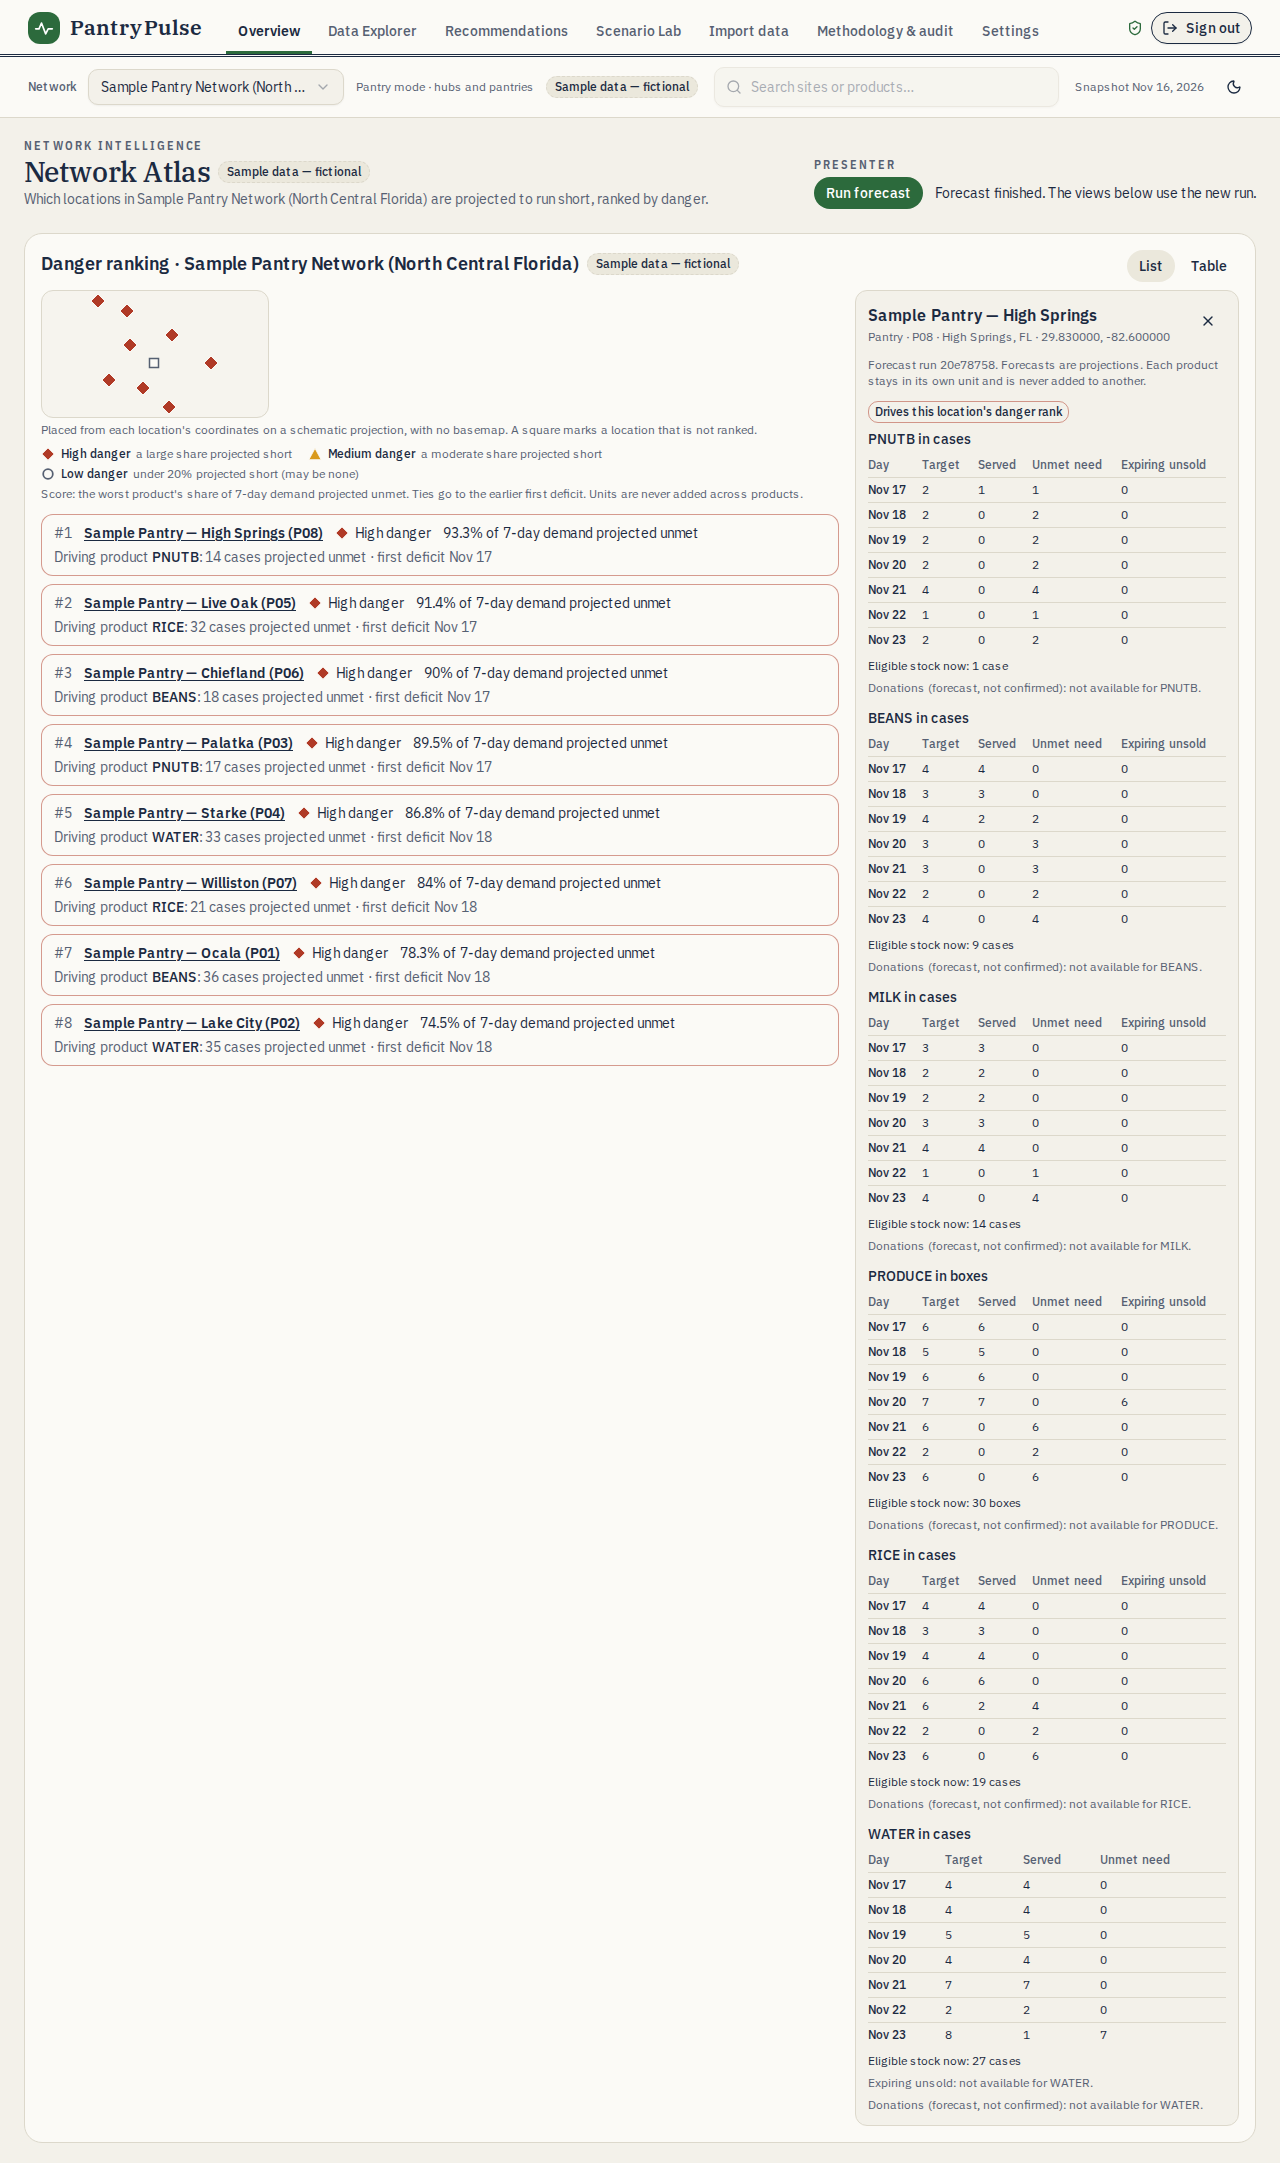 PantryPulse
Overview
Data Explorer
Recommendations
Scenario Lab
Import data
Methodology & audit
Settings
Sign out
Network
Sample Pantry Network (North ...
Pantry mode · hubs and pantries
Sample data — fictional
Search sites or products...
Snapshot Nov 16, 2026
NETWORK INTELLIGENCE
Network Atlas Sample data — fictional
Which locations in Sample Pantry Network (North Central Florida) are projected to run short, ranked by danger.
PRESENTER
Run forecast Forecast finished. The views below use the new run.
Danger ranking · Sample Pantry Network (North Central Florida) Sample data — fictional
List Table
Placed from each location's coordinates on a schematic projection, with no basemap. A square marks a location that is not ranked.
High danger a large share projected short Medium danger a moderate share projected short
Low danger under 20% projected short (may be none)
Score: the worst product's share of 7-day demand projected unmet. Ties go to the earlier first deficit. Units are never added across products.
#1 Sample Pantry — High Springs (P08) High danger 93.3% of 7-day demand projected unmet
Driving product PNUTB: 14 cases projected unmet · first deficit Nov 17
#2 Sample Pantry — Live Oak (P05) High danger 91.4% of 7-day demand projected unmet
Driving product RICE: 32 cases projected unmet · first deficit Nov 17
#3 Sample Pantry — Chiefland (P06) High danger 90% of 7-day demand projected unmet
Driving product BEANS: 18 cases projected unmet · first deficit Nov 17
#4 Sample Pantry — Palatka (P03) High danger 89.5% of 7-day demand projected unmet
Driving product PNUTB: 17 cases projected unmet · first deficit Nov 17
#5 Sample Pantry — Starke (P04) High danger 86.8% of 7-day demand projected unmet
Driving product WATER: 33 cases projected unmet · first deficit Nov 18
#6 Sample Pantry — Williston (P07) High danger 84% of 7-day demand projected unmet
Driving product RICE: 21 cases projected unmet · first deficit Nov 18
#7 Sample Pantry — Ocala (P01) High danger 78.3% of 7-day demand projected unmet
Driving product BEANS: 36 cases projected unmet · first deficit Nov 18
#8 Sample Pantry — Lake City (P02) High danger 74.5% of 7-day demand projected unmet
Driving product WATER: 35 cases projected unmet · first deficit Nov 18
Sample Pantry — High Springs
Pantry · P08 · High Springs, FL · 29.830000, -82.600000
Forecast run 20e78758. Forecasts are projections. Each product
stays in its own unit and is never added to another.
Drives this location's danger rank
PNUTB in cases
Day Target Served Unmet need Expiring unsold
Nov 17 2 1 1 0
Nov 18 2 0 2 0
Nov 19 2 0 2 0
Nov 20 2 0 2 0
Nov 21 4 0 4 0
Nov 22 1 0 1 0
Nov 23 2 0 2 0
Eligible stock now: 1 case
Donations (forecast, not confirmed): not available for PNUTB.
BEANS in cases
Day Target Served Unmet need Expiring unsold
Nov 17 4 4 0 0
Nov 18 3 3 0 0
Nov 19 4 2 2 0
Nov 20 3 0 3 0
Nov 21 3 0 3 0
Nov 22 2 0 2 0
Nov 23 4 0 4 0
Eligible stock now: 9 cases
Donations (forecast, not confirmed): not available for BEANS.
MILK in cases
Day Target Served Unmet need Expiring unsold
Nov 17 3 3 0 0
Nov 18 2 2 0 0
Nov 19 2 2 0 0
Nov 20 3 3 0 0
Nov 21 4 4 0 0
Nov 22 1 0 1 0
Nov 23 4 0 4 0
Eligible stock now: 14 cases
Donations (forecast, not confirmed): not available for MILK.
PRODUCE in boxes
Day Target Served Unmet need Expiring unsold
Nov 17 6 6 0 0
Nov 18 5 5 0 0
Nov 19 6 6 0 0
Nov 20 7 7 0 6
Nov 21 6 0 6 0
Nov 22 2 0 2 0
Nov 23 6 0 6 0
Eligible stock now: 30 boxes
Donations (forecast, not confirmed): not available for PRODUCE.
RICE in cases
Day Target Served Unmet need Expiring unsold
Nov 17 4 4 0 0
Nov 18 3 3 0 0
Nov 19 4 4 0 0
Nov 20 6 6 0 0
Nov 21 6 2 4 0
Nov 22 2 0 2 0
Nov 23 6 0 6 0
Eligible stock now: 19 cases
Donations (forecast, not confirmed): not available for RICE.
WATER in cases
Day Target Served Unmet need
Nov 17 4 4 0
Nov 18 4 4 0
Nov 19 5 5 0
Nov 20 4 4 0
Nov 21 7 7 0
Nov 22 2 2 0
Nov 23 8 1 7
Eligible stock now: 27 cases
Expiring unsold: not available for WATER.
Donations (forecast, not confirmed): not available for WATER.